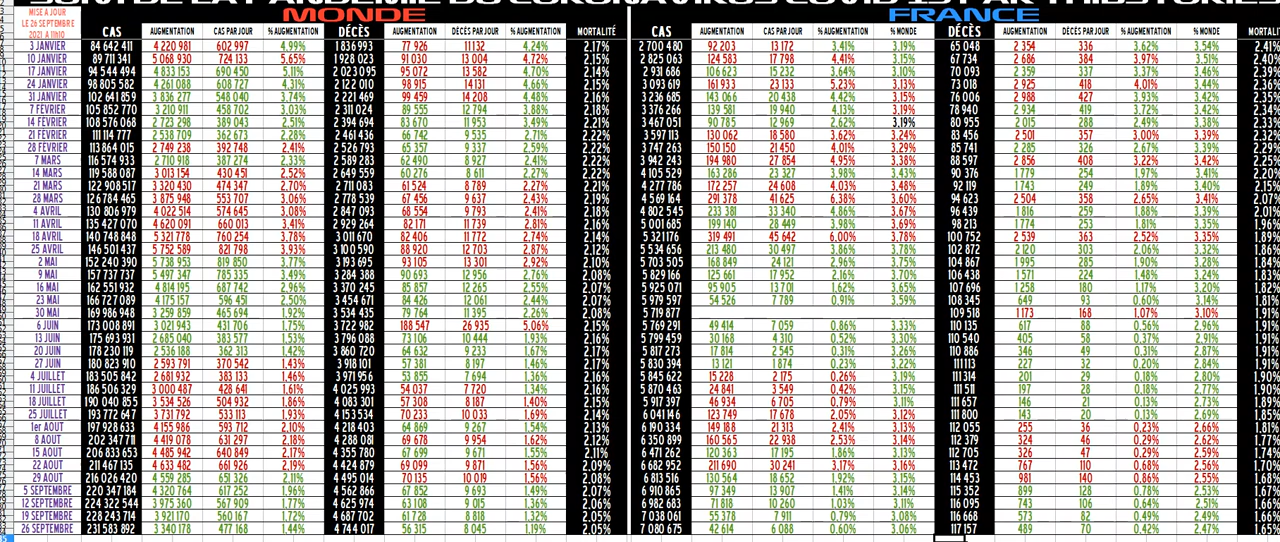 MONDE FRANCE
MISE A JOUR
LE 26 SEPTEMBRE
2021 A 11h10
CAS AUGMENTATION CAS PAR JOUR % AUGMENTATION DÉCÈS AUGMENTATION DÉCÈS PAR JOUR % AUGMENTATION MORTALITÉ CAS AUGMENTATION CAS PAR JOUR % AUGMENTATION % MONDE DÉCÈS AUGMENTATION DÉCÈS PAR JOUR % AUGMENTATION % MONDE
3 JANVIER 84 642 411 4 220 981 602 997 4,99% 1 836 993 77 926 11 132 4,24% 2,17% 2 700 480 92 203 13 172 3,41% 3,19% 65 048 2 354 336 3,62% 3,54% 2,41%
10 JANVIER 89 711 341 5 068 930 724 133 5,65% 1 928 023 91 030 13 004 4,72% 2,15% 2 825 063 124 583 17 798 4,41% 3,15% 67 734 2 686 384 3,97% 3,51% 2,40%
17 JANVIER 94 544 494 4 833 153 690 450 5,11% 2 023 095 95 072 13 582 4,70% 2,14% 2 931 686 106 623 15 232 3,64% 3,10% 70 093 2 359 337 3,37% 3,46% 2,39%
24 JANVIER 98 805 582 4 261 088 608 727 4,31% 2 122 010 98 915 14 131 4,66% 2,15% 3 093 619 161 933 23 133 5,23% 3,13% 73 018 2 925 418 4,01% 3,44% 2,36%
31 JANVIER 102 641 859 3 836 277 548 040 3,74% 2 221 469 99 459 14 208 4,48% 2,16% 3 236 685 143 066 20 438 4,42% 3,15% 76 006 2 988 427 3,93% 3,42% 2,35%
7 FÉVRIER 105 852 770 3 210 911 458 702 3,03% 2 311 024 89 555 12 794 3,88% 2,18% 3 376 266 139 581 19 940 4,13% 3,19% 78 940 2 934 419 3,72% 3,42%
14 FÉVRIER 108 576 068 2 723 298 389 043 2,51% 2 394 694 83 670 11 953 3,49% 2,21% 3 467 051 90 785 12 969 2,62% 3,19% 80 955 2 015 288 2,49% 3,38%
21 FÉVRIER 111 114 777 2 538 709 362 673 2,28% 2 461 436 66 742 9 535 2,71% 2,22% 3 597 113 130 062 18 580 3,62% 3,24% 83 456 2 501 357 3,00% 3,39%
28 FÉVRIER 113 864 015 2 749 238 392 748 2,41% 2 526 793 65 357 9 337 2,59% 2,22% 3 747 263 150 150 21 450 4,01% 3,29% 85 741 2 285 326 2,67% 3,39%
7 MARS 116 574 933 2 710 918 387 274 2,33% 2 589 283 62 490 8 927 2,41% 2,22% 3 942 243 194 980 27 854 4,95% 3,38% 88 597 2 856 408 3,22% 3,42%
14 MARS 119 588 087 3 013 154 430 451 2,52% 2 649 559 60 276 8 611 2,27% 2,22% 4 105 529 163 286 23 327 3,98% 3,43% 90 376 1 779 254 1,97% 3,41%
21 MARS 122 908 517 3 320 430 474 347 2,70% 2 711 083 61 524 8 789 2,27% 2,21% 4 277 786 172 257 24 608 4,03% 3,48% 92 119 1 743 249 1,89% 3,40%
28 MARS 126 784 465 3 875 948 553 707 3,06% 2 778 539 67 456 9 637 2,43% 2,19% 4 569 164 291 378 41 625 6,38% 3,60% 94 623 2 504 358 2,65% 3,41%
4 AVRIL 130 806 979 4 022 514 574 645 3,08% 2 847 093 68 554 9 793 2,41% 2,18% 4 802 545 233 381 33 340 4,86% 3,67% 96 439 1 816 259 1,88% 3,39%
11 AVRIL 135 427 070 4 620 091 660 013 3,41% 2 929 264 82 171 11 739 2,81% 2,16% 5 001 685 199 140 28 449 3,98% 3,69% 98 213 1 774 253 1,81% 3,35%
18 AVRIL 140 748 848 5 321 778 760 254 3,78% 3 011 670 82 406 11 772 2,74% 2,14% 5 321 176 319 491 45 642 6,00% 3,78% 100 752 2 539 363 2,52% 3,35%
25 AVRIL 146 501 437 5 752 589 821 798 3,93% 3 100 590 88 920 12 703 2,87% 2,12% 5 534 656 213 480 30 497 3,86% 3,78% 102 872 2 120 303 2,06% 3,32%
2 MAI 152 240 390 5 738 953 819 850 3,77% 3 193 695 93 105 13 301 2,92% 2,10% 5 703 505 168 849 24 121 2,96% 3,75% 104 867 1 995 285 1,90% 3,28%
9 MAI 157 737 737 5 497 347 785 335 3,49% 3 284 388 90 693 12 956 2,76% 2,08% 5 829 166 125 661 17 952 2,16% 3,70% 106 438 1 571 224 1,48% 3,24%
16 MAI 162 551 932 4 814 195 687 742 2,96% 3 370 245 85 857 12 265 2,55% 2,07% 5 925 071 95 905 13 701 1,62% 3,65% 107 696 1 258 180 1,17% 3,20%
23 MAI 166 727 089 4 175 157 596 451 2,50% 3 454 671 84 426 12 061 2,44% 2,07% 5 979 597 54 526 7 789 0,91% 3,59% 108 345 649 93 0,60% 3,14%
30 MAI 169 986 948 3 259 859 465 694 1,92% 3 534 435 79 764 11 395 2,26% 2,08% 5 719 877 109 518 1 173 168 1,07% 3,10%
6 JUIN 173 008 891 3 021 943 431 706 1,75% 3 722 982 188 547 26 935 5,06% 2,15% 5 769 291 49 414 7 059 0,86% 3,33% 110 135 617 88 0,56% 2,96%
13 JUIN 175 693 931 2 685 040 383 577 1,53% 3 796 088 73 106 10 444 1,93% 2,16% 5 799 459 30 168 4 310 0,52% 3,30% 110 540 405 58 0,37% 2,91%
20 JUIN 178 230 119 2 536 188 362 313 1,42% 3 860 720 64 632 9 233 1,67% 2,17% 5 817 273 17 814 2 545 0,31% 3,26% 110 886 346 49 0,31% 2,87%
27 JUIN 180 823 910 2 593 791 370 542 1,43% 3 918 101 57 381 8 197 1,46% 2,17% 5 830 394 13 121 1 874 0,23% 3,22% 111 113 227 32 0,20% 2,84%
4 JUILLET 183 505 842 2 681 932 383 133 1,46% 3 971 956 53 855 7 694 1,36% 2,16% 5 845 622 15 228 2 175 0,26% 3,19% 111 314 201 29 0,18% 2,80%
11 JUILLET 186 506 329 3 000 487 428 641 1,61% 4 025 993 54 037 7 720 1,34% 2,16% 5 870 463 24 841 3 549 0,42% 3,15% 111 511 197 28 0,18% 2,77%
18 JUILLET 190 040 855 3 534 526 504 932 1,86% 4 083 301 57 308 8 187 1,40% 2,15% 5 917 397 46 934 6 705 0,79% 3,11% 111 657 146 21 0,13% 2,73%
25 JUILLET 193 772 647 3 731 792 533 113 1,93% 4 153 534 70 233 10 033 1,69% 2,14% 6 041 146 123 749 17 678 2,05% 3,12% 111 800 143 20 0,13% 2,69%
1er AOUT 197 928 633 4 155 986 593 712 2,10% 4 218 403 64 869 9 267 1,54% 2,13% 6 190 334 149 188 21 313 2,41% 3,13% 112 055 255 36 0,23% 2,66%
8 AOUT 202 347 711 4 419 078 631 297 2,18% 4 288 081 69 678 9 954 1,62% 2,12% 6 350 899 160 565 22 938 2,53% 3,14% 112 379 324 46 0,29% 2,62%
15 AOUT 206 833 653 4 485 942 640 849 2,17% 4 355 780 67 699 9 671 1,55% 2,11% 6 471 262 120 363 17 195 1,86% 3,13% 112 705 326 47 0,29% 2,59%
22 AOUT 211 467 135 4 633 482 661 926 2,19% 4 424 879 69 099 9 871 1,56% 2,09% 6 682 952 211 690 30 241 3,17% 3,16% 113 472 767 110 0,68% 2,56%
29 AOUT 216 026 420 4 559 285 651 326 2,11% 4 495 014 70 135 10 019 1,56% 2,08% 6 813 516 130 564 18 652 1,92% 3,15% 114 453 981 140 0,86% 2,55%
5 SEPTEMBRE 220 347 184 4 320 764 617 252 1,96% 4 562 866 67 852 9 693 1,49% 2,07% 6 910 865 97 349 13 907 1,41% 3,14% 115 352 899 128 0,78% 2,53%
12 SEPTEMBRE 224 322 544 3 975 360 567 909 1,77% 4 625 974 63 108 9 015 1,36% 2,06% 6 982 683 71 818 10 260 1,03% 3,11% 116 095 743 106 0,64% 2,51%
19 SEPTEMBRE 228 243 714 3 921 170 560 167 1,72% 4 687 702 61 728 8 818 1,32% 2,05% 7 038 061 55 378 7 911 0,79% 3,08% 116 668 573 82 0,49% 2,49%
26 SEPTEMBRE 231 583 892 3 340 178 477 168 1,44% 4 744 017 56 315 8 045 1,19% 2,05% 7 080 675 42 614 6 088 0,60% 3,06% 117 157 489 70 0,42% 2,47%